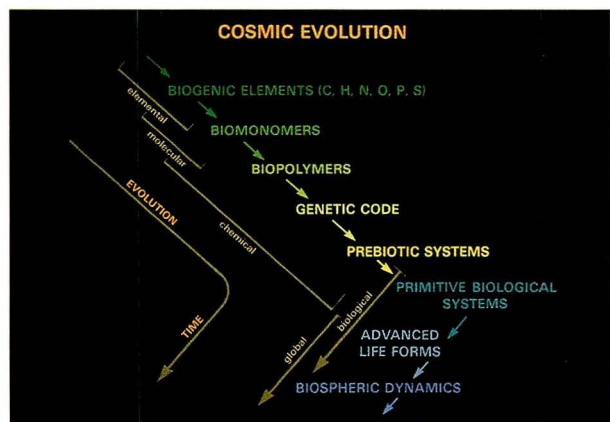 COSMIC EVOLUTION
BIOGENIC ELEMENTS (C, H, N, O, P, S)
elemental
BIOMONOMERS
molecular
BIOPOLYMERS
EVOLUTION
GENETIC CODE
chemical
PREBIOTIC SYSTEMS
PRIMITIVE BIOLOGICAL
SYSTEMS
TIME
global
biological
ADVANCED
LIFE FORMS
BIOSPHERIC DYNAMICS